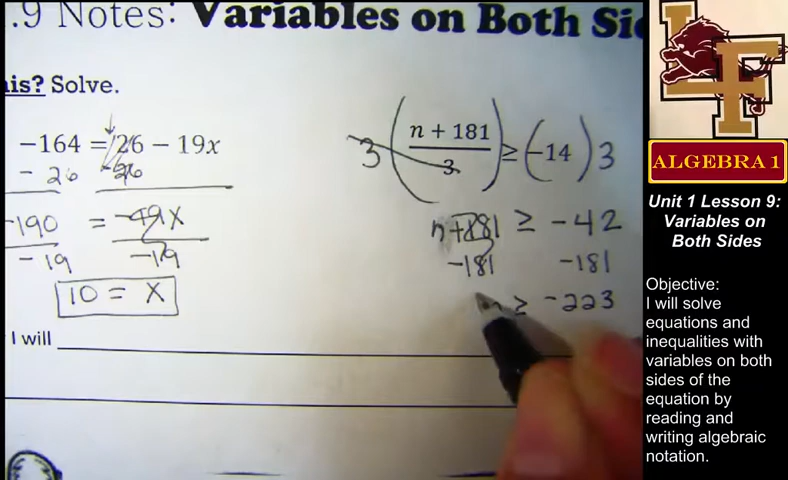 .9 Notes: Variables on Both Sid
his? Solve.
−164 = 26 − 19x
− 26 −26
−190 = −19x
−19 −19
10 = x
I will
3 ( n + 181 / 3 ) ≥ ( −14 ) 3
n + 181 ≥ −42
−181 −181
n ≥ −223
LF
ALGEBRA 1
Unit 1 Lesson 9:
Variables on
Both Sides
Objective:
I will solve
equations and
inequalities with
variables on both
sides of the
equation by
reading and
writing algebraic
notation.